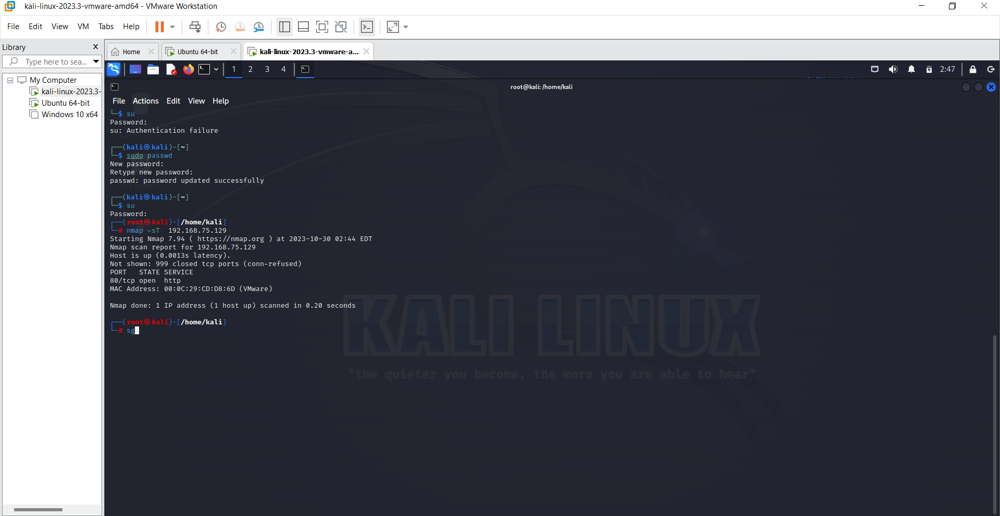 kali-linux-2023.3-vmware-amd64 - VMware Workstation
File Edit View VM Tabs Help
Library
Type here to sea...
My Computer
kali-linux-2023.3-
Ubuntu 64-bit
Windows 10 x64
Home
Ubuntu 64-bit
kali-linux-2023.3-vmware-a...
1 2 3 4
2:47
root@kali: /home/kali
File Actions Edit View Help
└─$ su
Password:
su: Authentication failure
┌──(kali㉿kali)-[~]
└─$ sudo passwd
New password:
Retype new password:
passwd: password updated successfully
┌──(kali㉿kali)-[~]
└─$ su
Password:
┌──(root㉿kali)-[/home/kali]
└─# nmap -sT  192.168.75.129
Starting Nmap 7.94 ( https://nmap.org ) at 2023-10-30 02:44 EDT
Nmap scan report for 192.168.75.129
Host is up (0.0013s latency).
Not shown: 999 closed tcp ports (conn-refused)
PORT   STATE SERVICE
80/tcp open  http
MAC Address: 00:0C:29:CD:D8:6D (VMware)
Nmap done: 1 IP address (1 host up) scanned in 0.20 seconds
┌──(root㉿kali)-[/home/kali]
└─# sg
KALI LINUX
"the quieter you become, the more you are able to hear"